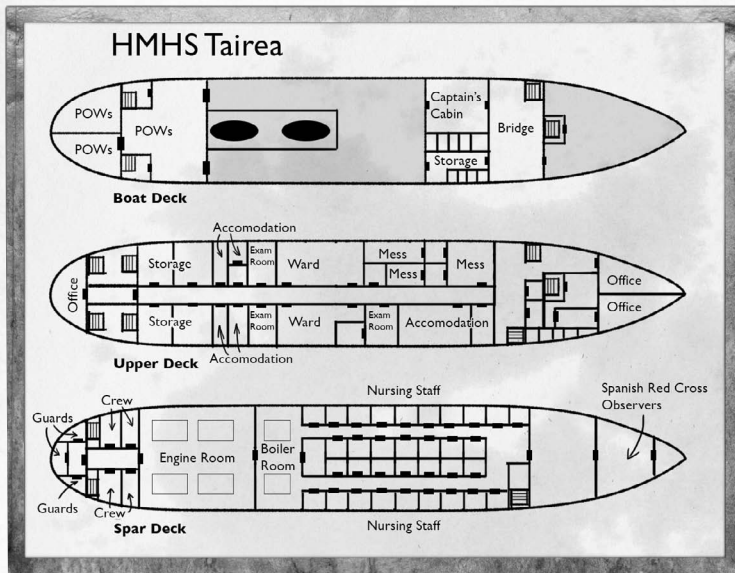 HMHS Tairea
POWs
POWs
POWs
Captain's
Cabin
Storage
Bridge
Boat Deck
Accomodation
Office
Storage
Exam
Room
Ward
Mess
Mess
Mess
Office
Office
Storage
Exam
Room
Ward
Exam
Room
Accomodation
Accomodation
Upper Deck
Nursing Staff
Spanish Red Cross
Observers
Crew
Guards
Engine Room
Boiler
Room
Guards
Crew
Spar Deck
Nursing Staff